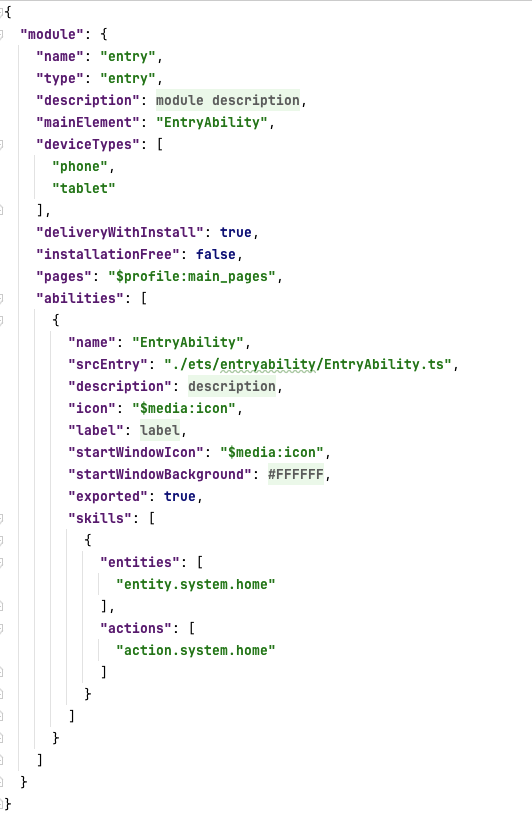 {
  "module": {
    "name": "entry",
    "type": "entry",
    "description": module description,
    "mainElement": "EntryAbility",
    "deviceTypes": [
      "phone",
      "tablet"
    ],
    "deliveryWithInstall": true,
    "installationFree": false,
    "pages": "$profile:main_pages",
    "abilities": [
      {
        "name": "EntryAbility",
        "srcEntry": "./ets/entryability/EntryAbility.ts",
        "description": description,
        "icon": "$media:icon",
        "label": label,
        "startWindowIcon": "$media:icon",
        "startWindowBackground": #FFFFFF,
        "exported": true,
        "skills": [
          {
            "entities": [
              "entity.system.home"
            ],
            "actions": [
              "action.system.home"
            ]
          }
        ]
      }
    ]
  }
}